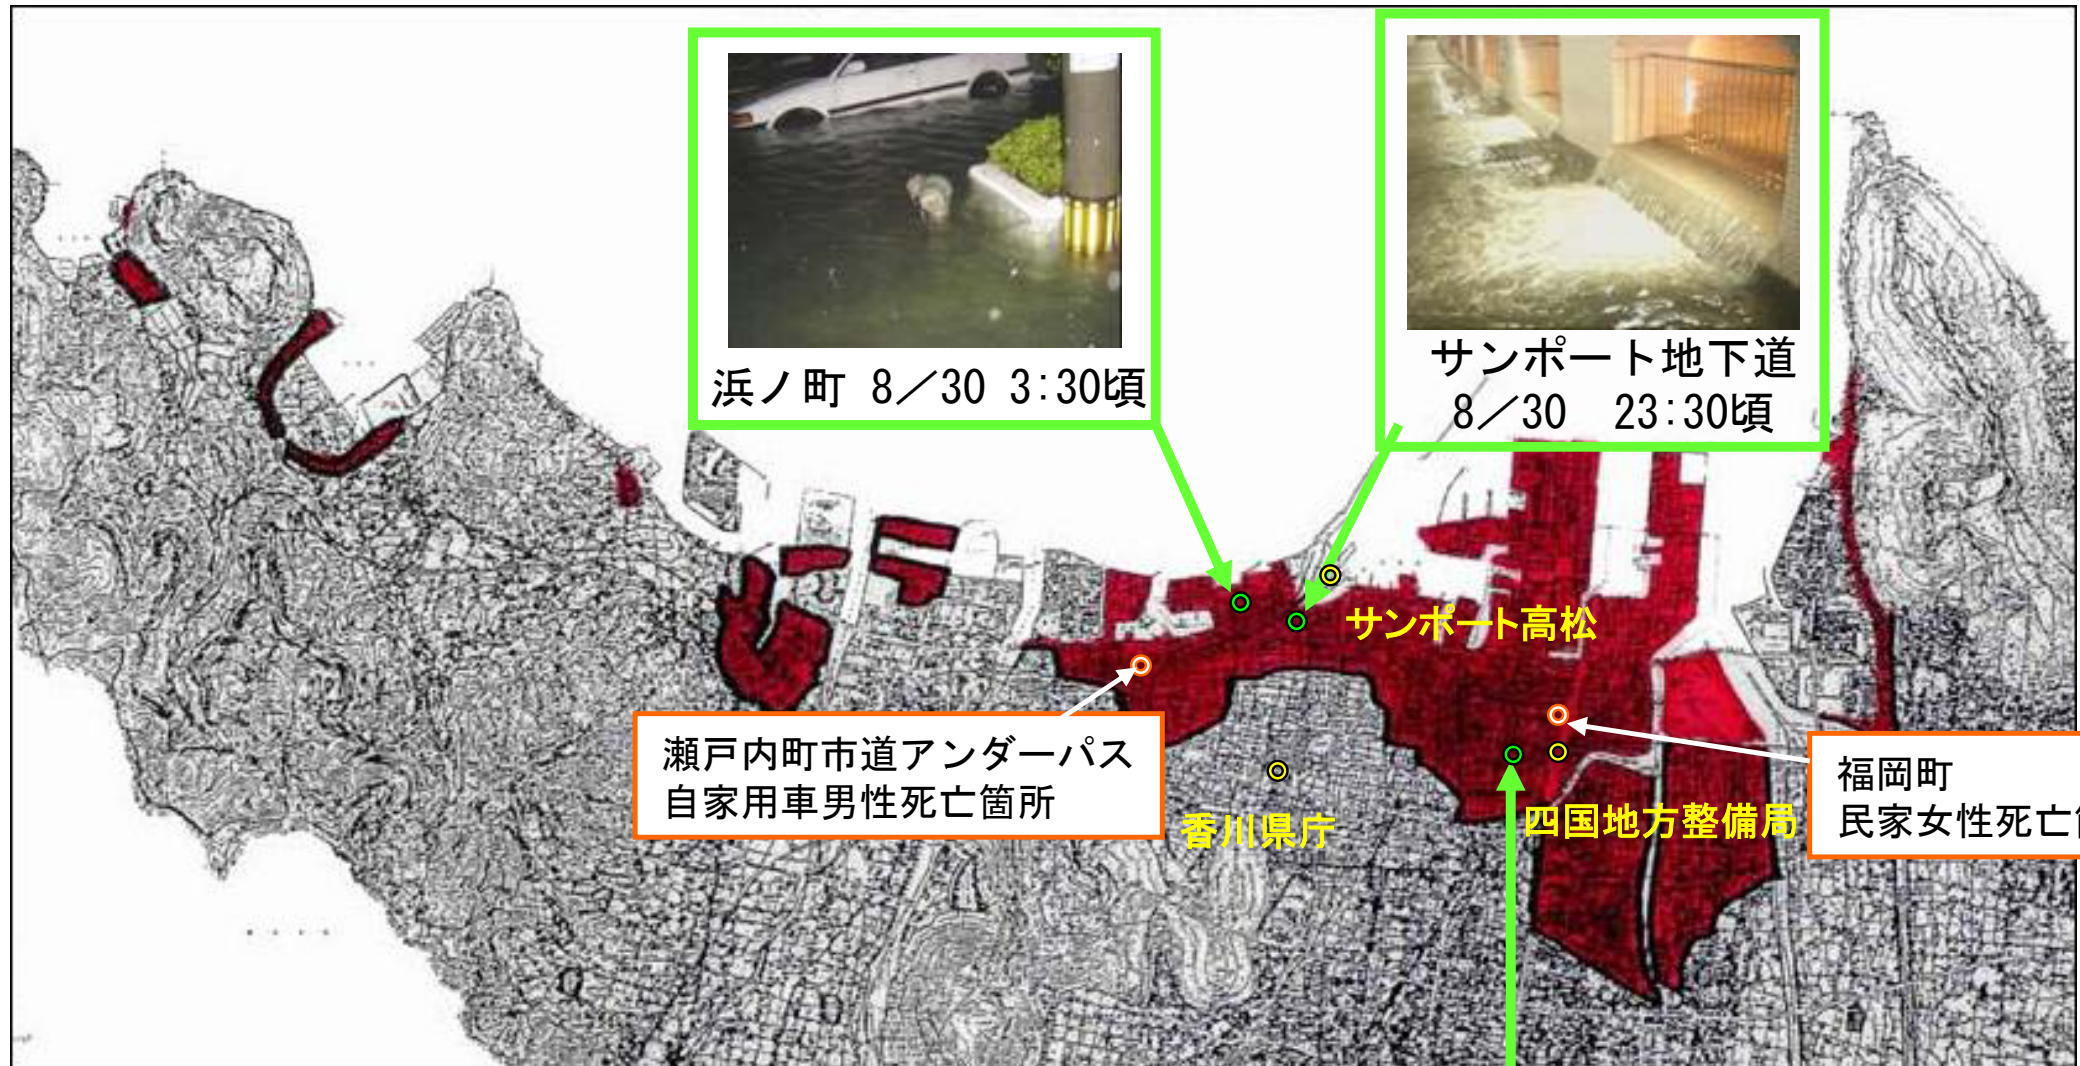 浜ノ町 8／30 3:30頃
サンポート地下道
8／30 23:30頃
サンポート高松
瀬戸内町市道アンダーパス
自家用車男性死亡箇所
香川県庁
四国地方整備局
福岡町
民家女性死亡